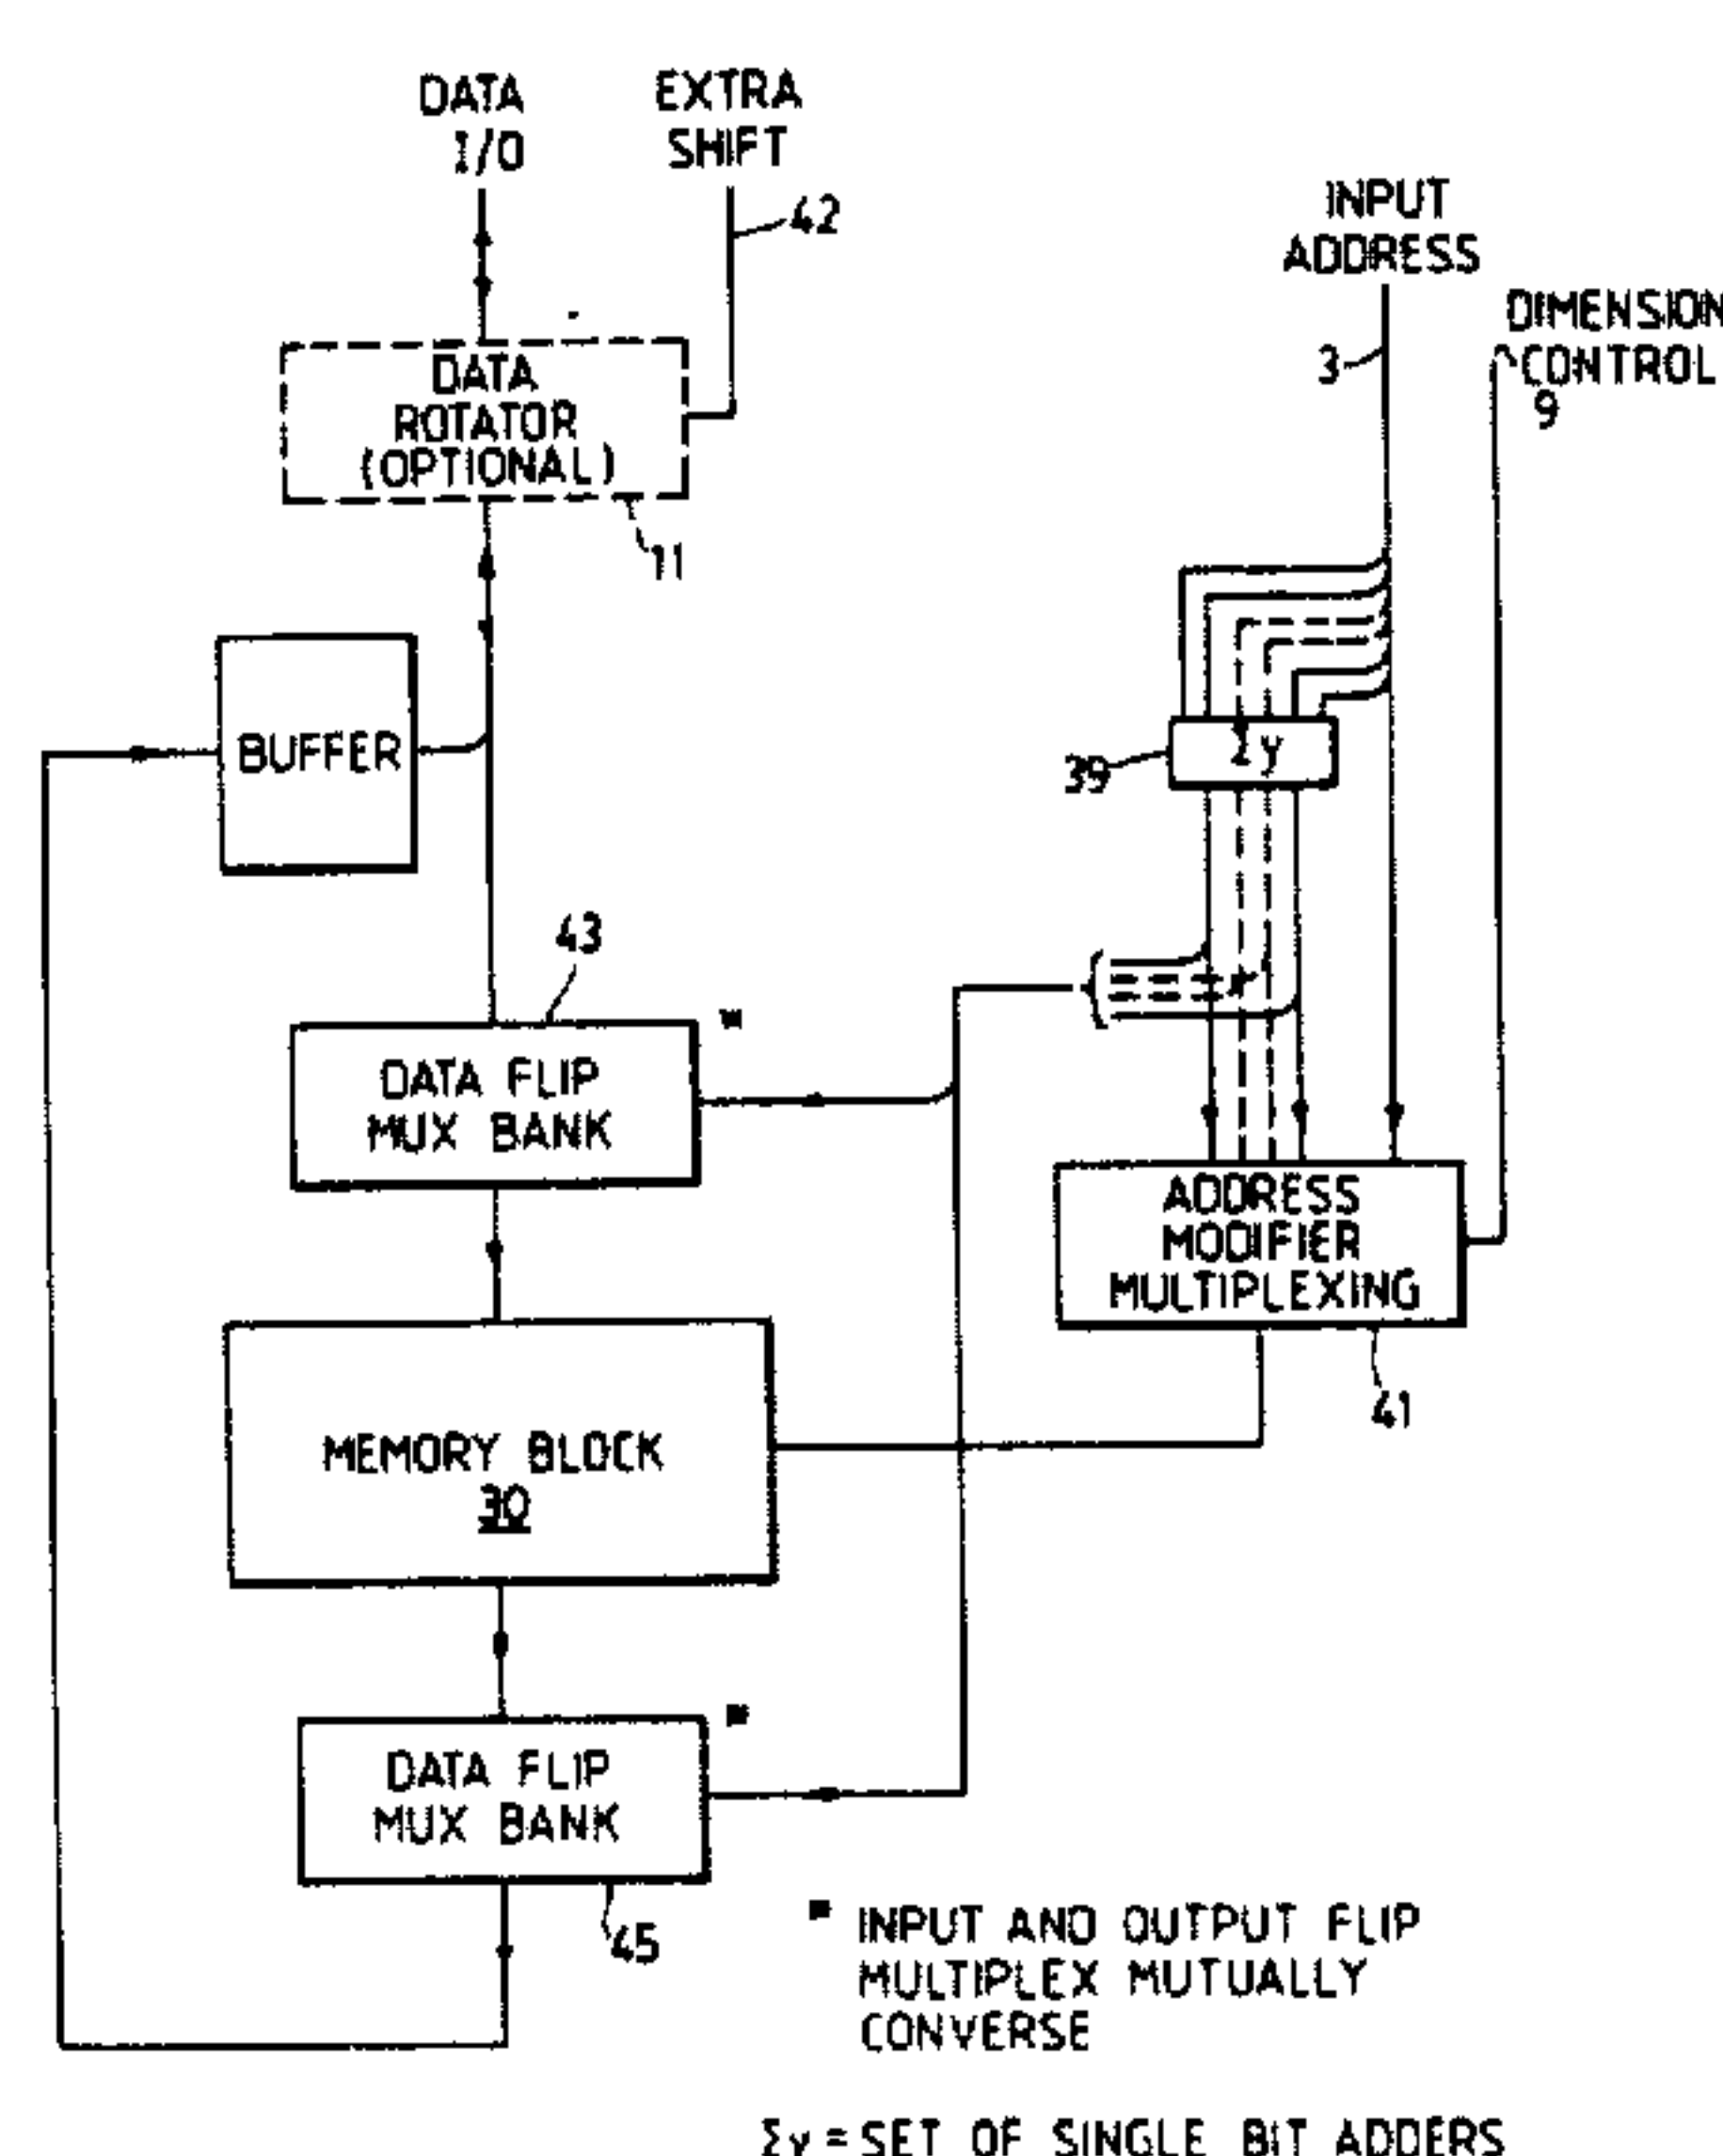 DATA
I/O
EXTRA
SHIFT
42
INPUT
ADDRESS
DIMENSION
CONTROL
9
3
DATA
ROTATOR
(OPTIONAL)
11
BUFFER
Σy
39
43
DATA FLIP
MUX BANK
ADDRESS
MODIFIER
MULTIPLEXING
41
MEMORY BLOCK
30
DATA FLIP
MUX BANK
45
INPUT AND OUTPUT FLIP
MULTIPLEX MUTUALLY
CONVERSE
Σy = SET OF SINGLE BIT ADDERS